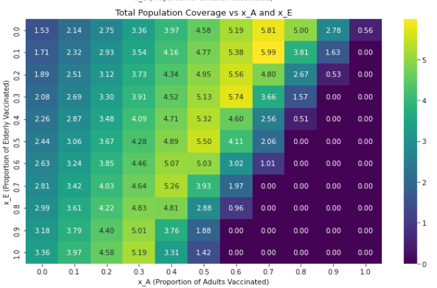 Total Population Coverage vs x_A and x_E
0.0 1.53 2.14 2.75 3.36 3.97 4.58 5.19 5.81 5.00 2.78 0.56
0.1 1.71 2.32 2.93 3.54 4.16 4.77 5.38 5.99 3.81 1.63 0.00
0.2 1.89 2.51 3.12 3.73 4.34 4.95 5.56 4.80 2.67 0.53 0.00
0.3 2.08 2.69 3.30 3.91 4.52 5.13 5.74 3.66 1.57 0.00 0.00
0.4 2.26 2.87 3.48 4.09 4.71 5.32 4.60 2.56 0.51 0.00 0.00
0.5 2.44 3.06 3.67 4.28 4.89 5.50 4.11 2.06 0.00 0.00 0.00
0.6 2.63 3.24 3.85 4.46 5.07 5.03 3.02 1.01 0.00 0.00 0.00
0.7 2.81 3.42 4.03 4.64 5.26 3.93 1.97 0.00 0.00 0.00 0.00
0.8 2.99 3.61 4.22 4.83 4.81 2.88 0.96 0.00 0.00 0.00 0.00
0.9 3.18 3.79 4.40 5.01 3.76 1.88 0.00 0.00 0.00 0.00 0.00
1.0 3.36 3.97 4.58 5.19 3.31 1.42 0.00 0.00 0.00 0.00 0.00
0.0 0.1 0.2 0.3 0.4 0.5 0.6 0.7 0.8 0.9 1.0
x_A (Proportion of Adults Vaccinated)
x_E (Proportion of Elderly Vaccinated)
5
4
3
2
1
0